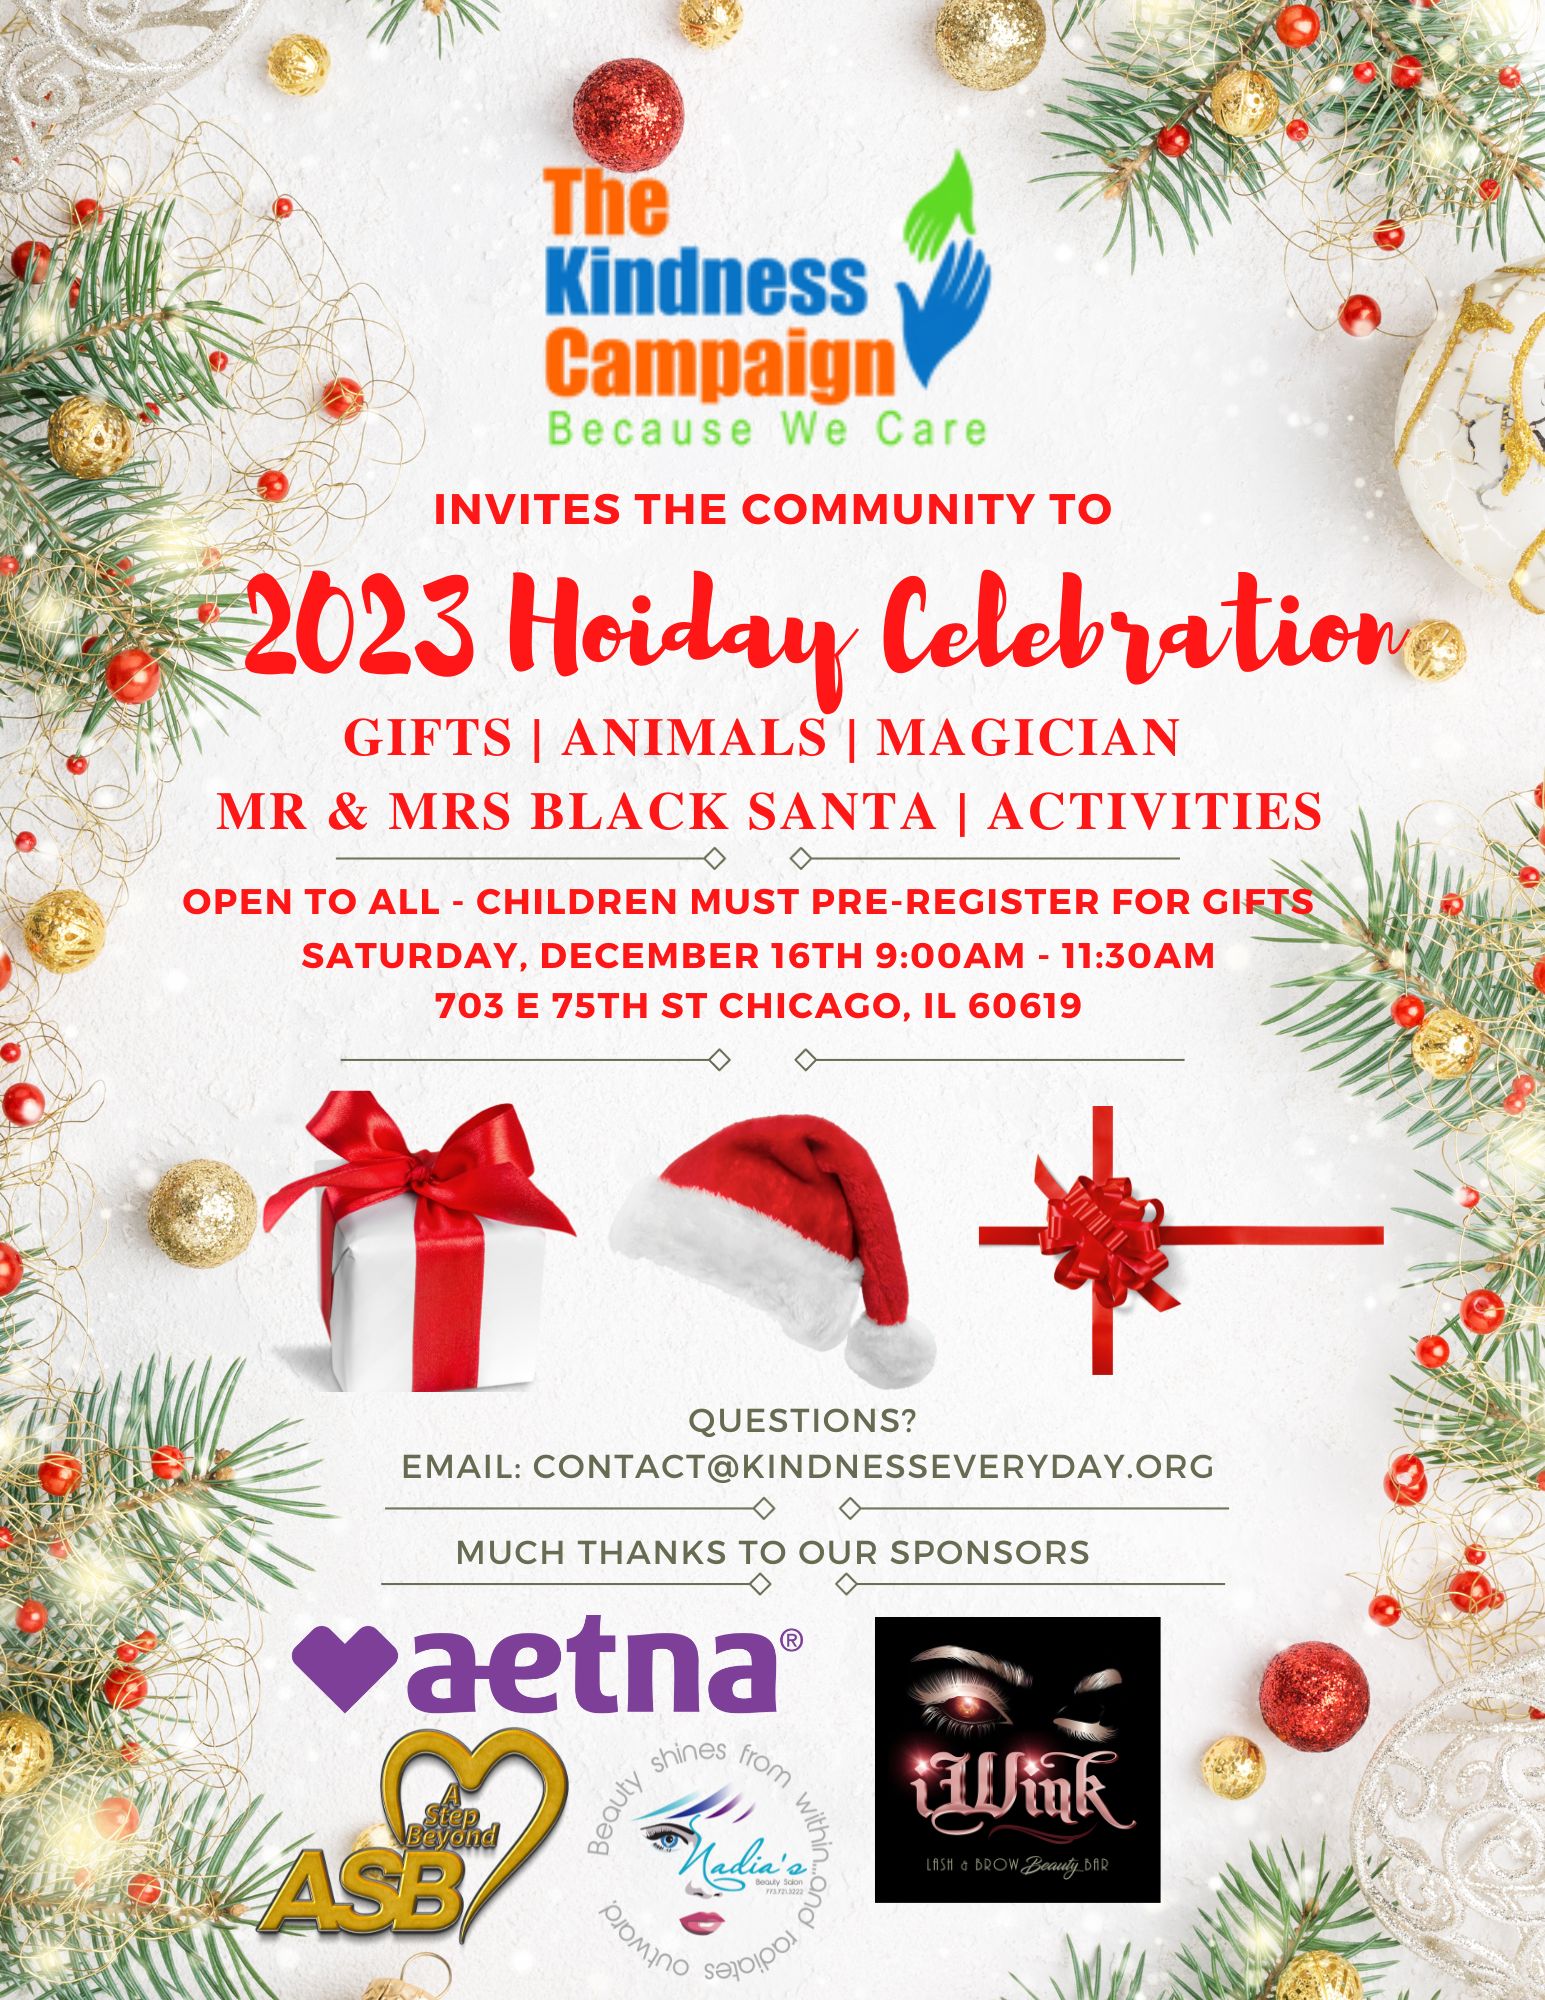 The
Kindness
Campaign
Because We Care
INVITES THE COMMUNITY TO
2023 Hoiday Celebration
GIFTS | ANIMALS | MAGICIAN
MR & MRS BLACK SANTA | ACTIVITIES
OPEN TO ALL - CHILDREN MUST PRE-REGISTER FOR GIFTS
SATURDAY, DECEMBER 16TH 9:00AM - 11:30AM
703 E 75TH ST CHICAGO, IL 60619
QUESTIONS?
EMAIL: CONTACT@KINDNESSEVERYDAY.ORG
MUCH THANKS TO OUR SPONSORS
aetna®
A
Step
Beyond
ASB
Beauty shines from within...and radiates outward.
Nadia's
Beauty Salon
773.721.3222
iWink
LASH & BROW Beauty BAR